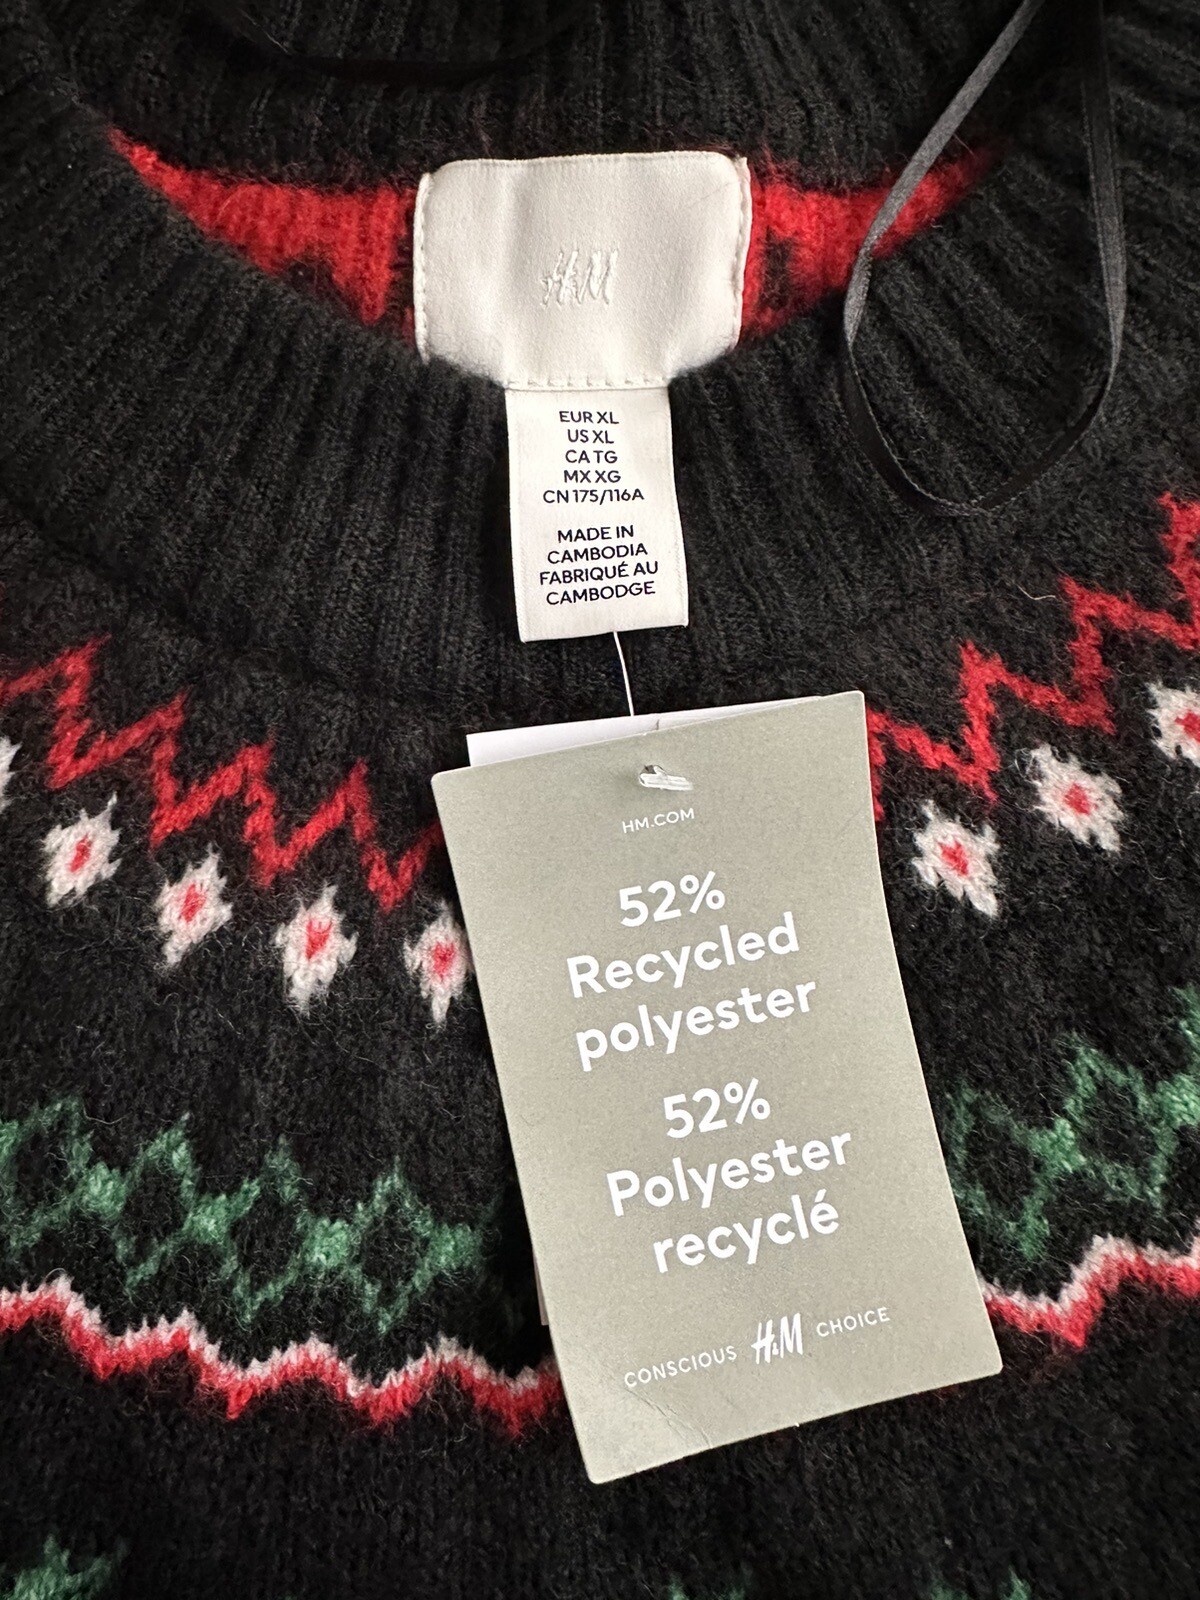 H&M
EUR XL
US XL
CA TG
MX XG
CN 175/116A
MADE IN
CAMBODIA
FABRIQUÉ AU
CAMBODGE
HM.COM
52%
Recycled
polyester
52%
Polyester
recyclé
CONSCIOUS H&M CHOICE